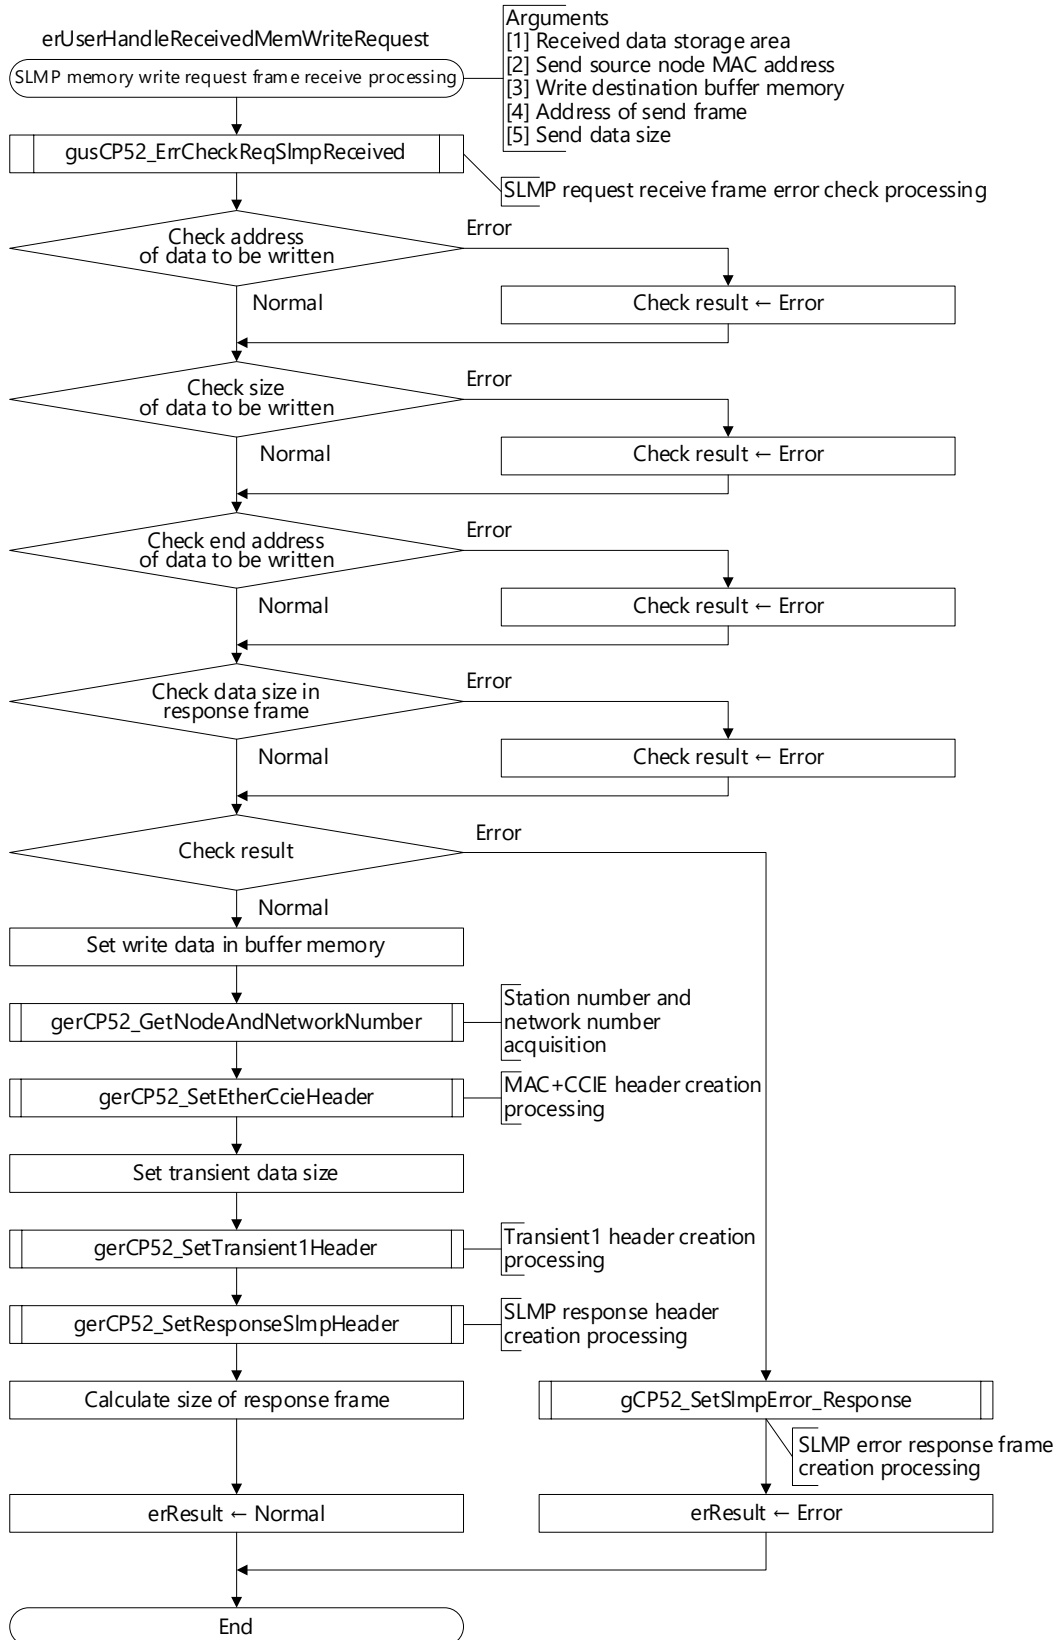 erUserHandleReceivedMemWriteRequest
SLMP memory write request frame receive processing
Arguments
[1] Received data storage area
[2] Send source node MAC address
[3] Write destination buffer memory
[4] Address of send frame
[5] Send data size
gusCP52_ErrCheckReqSlmpReceived
SLMP request receive frame error check processing
Check address
of data to be written
Error
Normal
Check result ← Error
Check size
of data to be written
Error
Normal
Check result ← Error
Check end address
of data to be written
Error
Normal
Check result ← Error
Check data size in
response frame
Error
Normal
Check result ← Error
Check result
Error
Normal
Set write data in buffer memory
gerCP52_GetNodeAndNetworkNumber
Station number and
network number
acquisition
gerCP52_SetEtherCcieHeader
MAC+CCIE header creation
processing
Set transient data size
gerCP52_SetTransient1Header
Transient1 header creation
processing
gerCP52_SetResponseSlmpHeader
SLMP response header
creation processing
Calculate size of response frame
gCP52_SetSlmpError_Response
SLMP error response frame
creation processing
erResult ← Normal
erResult ← Error
End